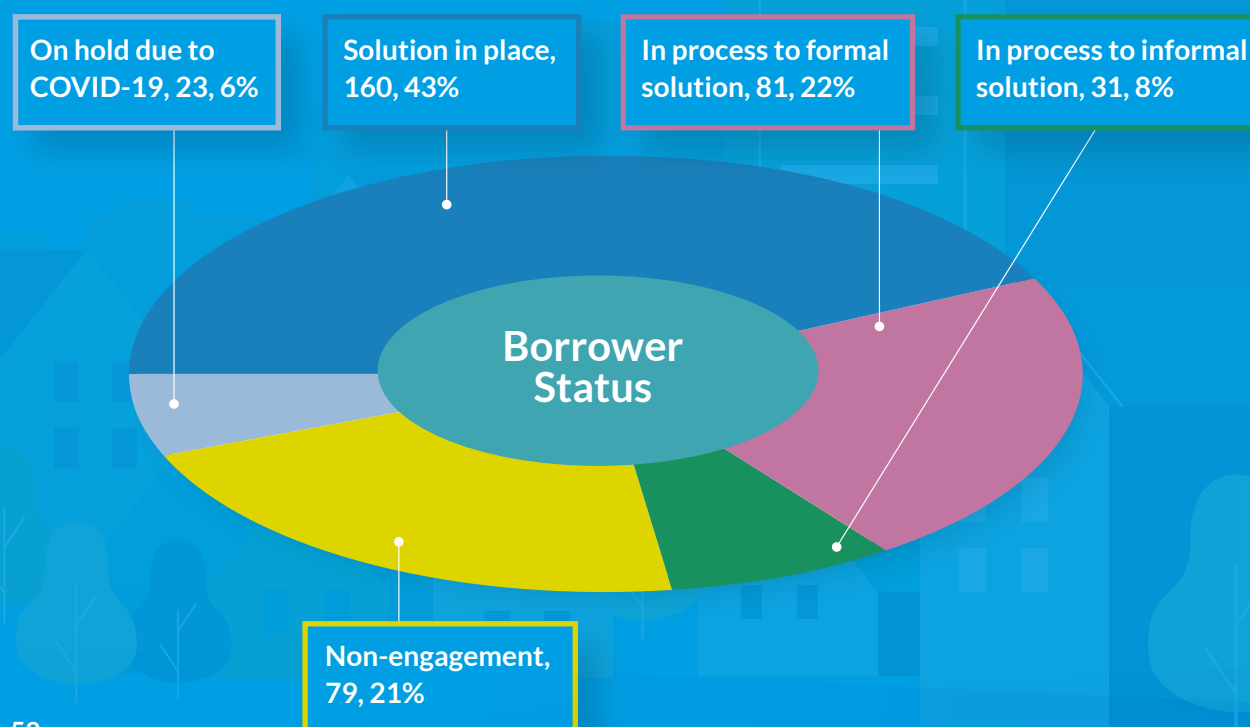 On hold due to
COVID-19, 23, 6%
Solution in place,
160, 43%
In process to formal
solution, 81, 22%
In process to informal
solution, 31, 8%
Borrower
Status
Non-engagement,
79, 21%